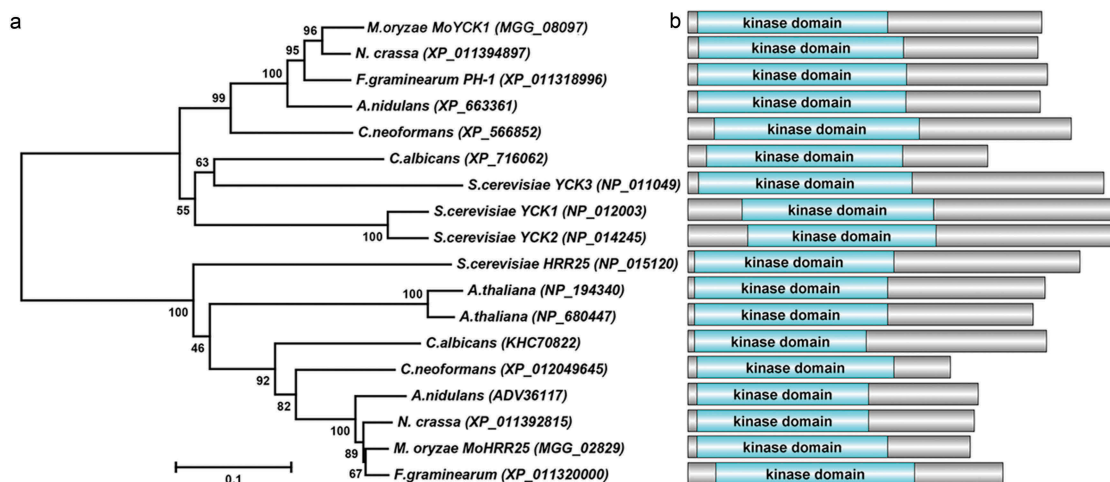 a
b
M.oryzae MoYCK1 (MGG_08097)
kinase domain
96
N. crassa (XP_011394897)
kinase domain
95
F.graminearum PH-1 (XP_011318996)
kinase domain
100
A.nidulans (XP_663361)
kinase domain
99
C.neoformans (XP_566852)
kinase domain
C.albicans (XP_716062)
kinase domain
63
S.cerevisiae YCK3 (NP_011049)
kinase domain
55
S.cerevisiae YCK1 (NP_012003)
kinase domain
100
S.cerevisiae YCK2 (NP_014245)
kinase domain
S.cerevisiae HRR25 (NP_015120)
kinase domain
100
A.thaliana (NP_194340)
kinase domain
100
A.thaliana (NP_680447)
kinase domain
46
C.albicans (KHC70822)
kinase domain
92
C.neoformans (XP_012049645)
kinase domain
82
A.nidulans (ADV36117)
kinase domain
100
N. crassa (XP_011392815)
kinase domain
89
M. oryzae MoHRR25 (MGG_02829)
kinase domain
67
F.graminearum (XP_011320000)
kinase domain
0.1